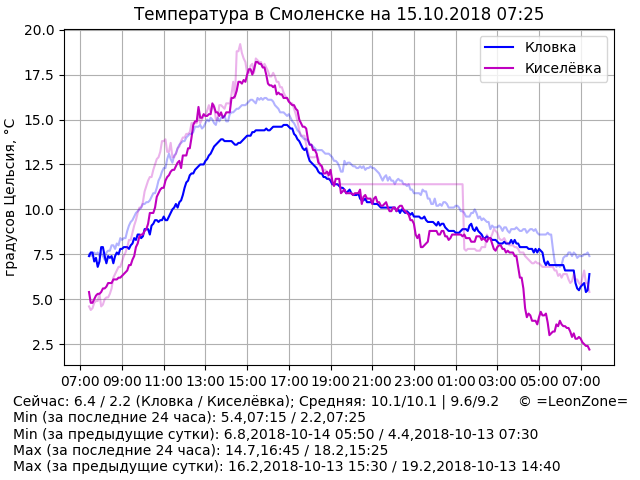 Температура в Смоленске на 15.10.2018 07:25
20.0
17.5
15.0
12.5
10.0
7.5
5.0
2.5
градусов Цельсия, °C
Кловка
Киселёвка
07:00 09:00 11:00 13:00 15:00 17:00 19:00 21:00 23:00 01:00 03:00 05:00 07:00
Сейчас: 6.4 / 2.2 (Кловка / Киселёвка); Средняя: 10.1/10.1 | 9.6/9.2 © =LeonZone=
Min (за последние 24 часа): 5.4,07:15 / 2.2,07:25
Min (за предыдущие сутки): 6.8,2018-10-14 05:50 / 4.4,2018-10-13 07:30
Max (за последние 24 часа): 14.7,16:45 / 18.2,15:25
Max (за предыдущие сутки): 16.2,2018-10-13 15:30 / 19.2,2018-10-13 14:40